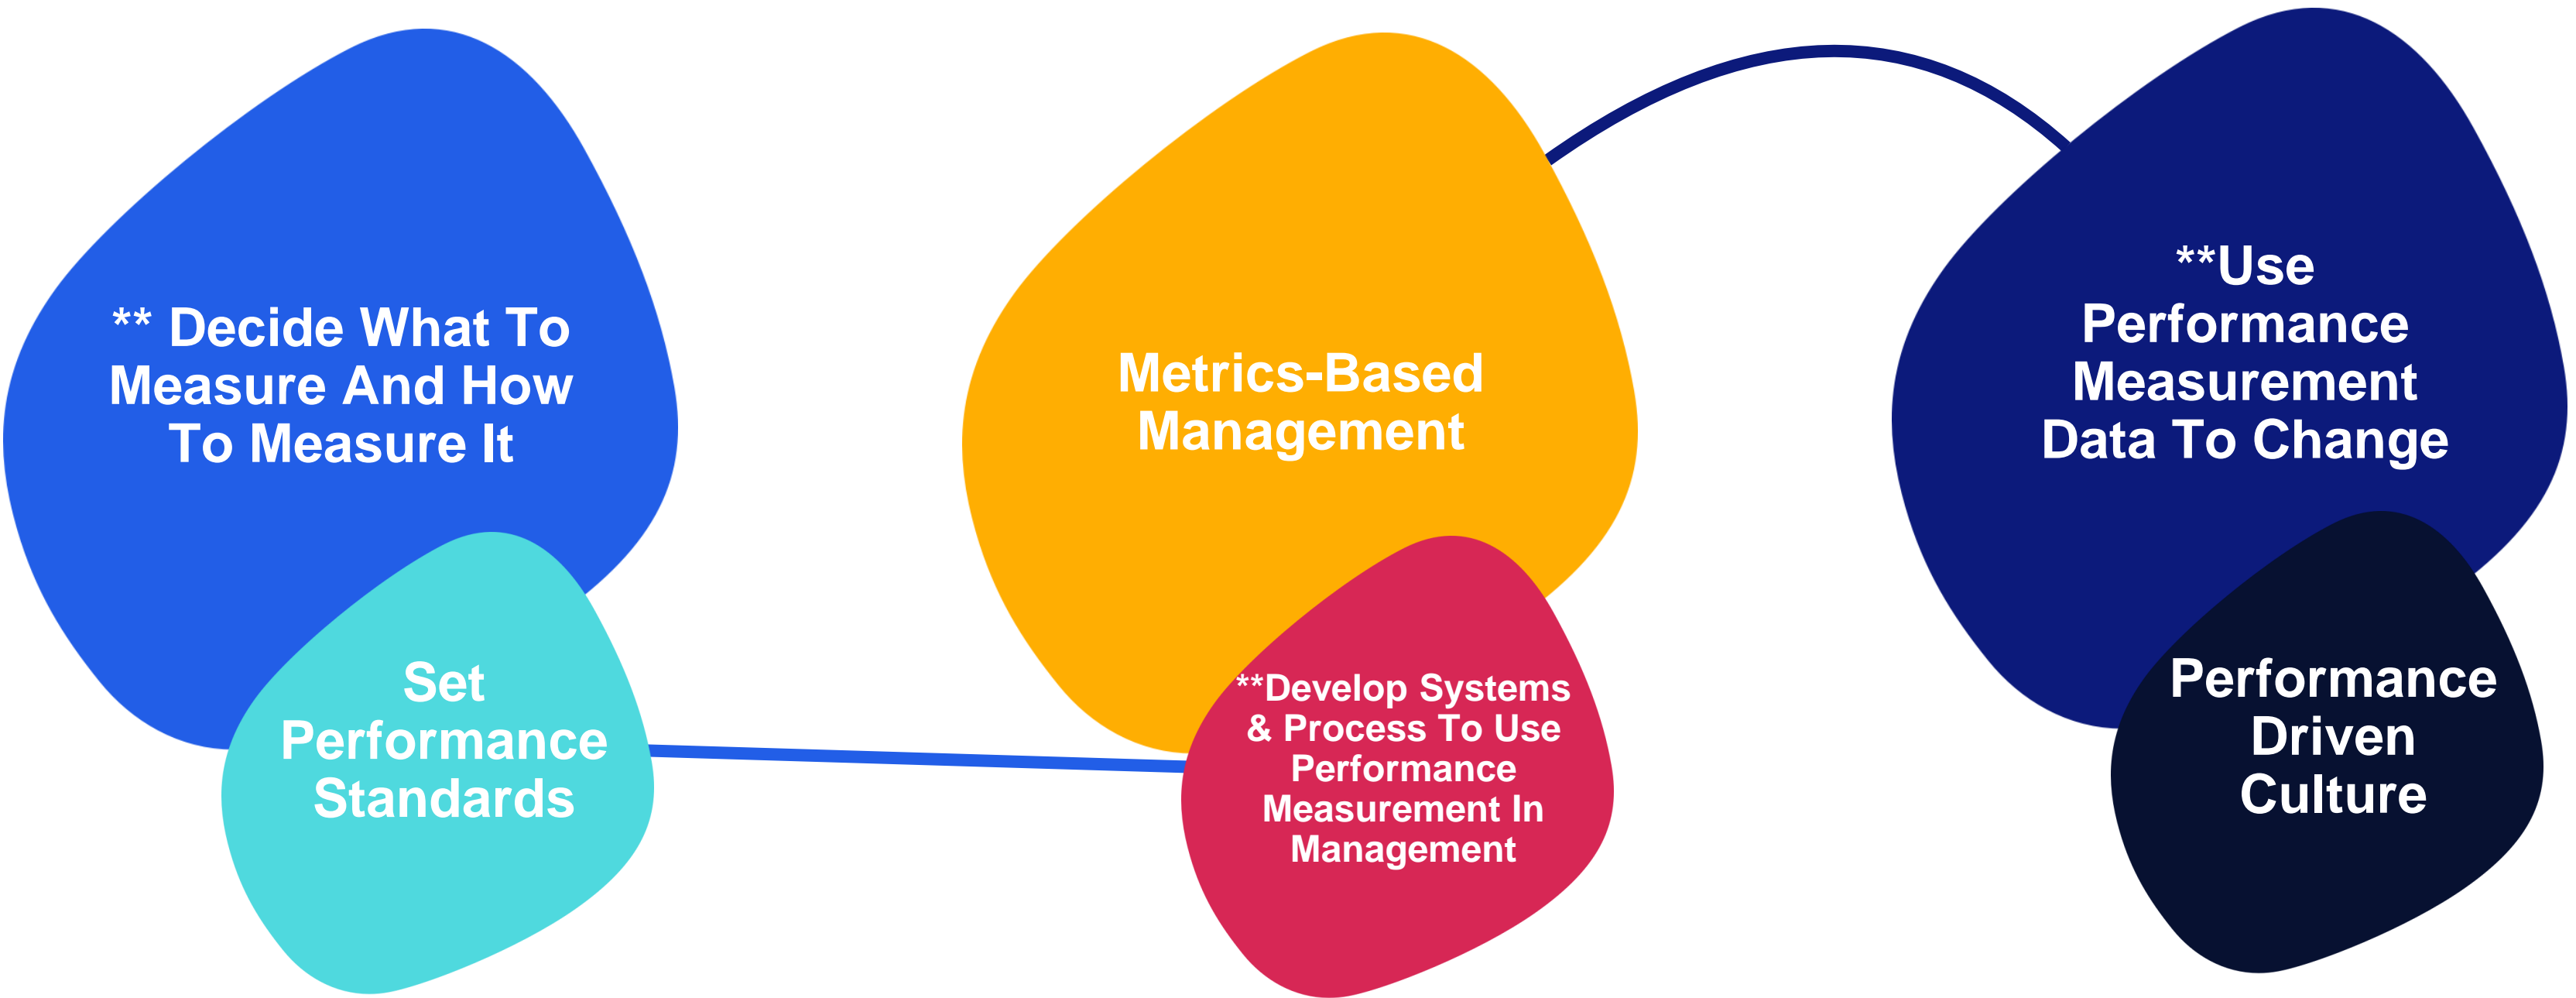 ** Decide What To
Measure And How
To Measure It
Set
Performance
Standards
Metrics-Based
Management
**Develop Systems
& Process To Use
Performance
Measurement In
Management
**Use
Performance
Measurement
Data To Change
Performance
Driven
Culture